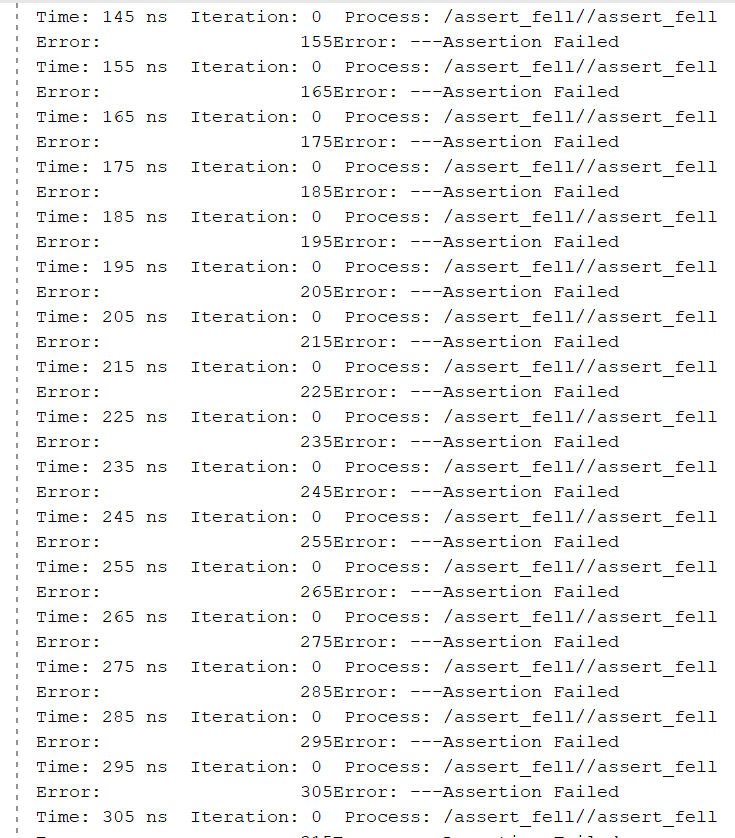 Time: 145 ns  Iteration: 0  Process: /assert_fell//assert_fell
Error:                  155Error: ---Assertion Failed
Time: 155 ns  Iteration: 0  Process: /assert_fell//assert_fell
Error:                  165Error: ---Assertion Failed
Time: 165 ns  Iteration: 0  Process: /assert_fell//assert_fell
Error:                  175Error: ---Assertion Failed
Time: 175 ns  Iteration: 0  Process: /assert_fell//assert_fell
Error:                  185Error: ---Assertion Failed
Time: 185 ns  Iteration: 0  Process: /assert_fell//assert_fell
Error:                  195Error: ---Assertion Failed
Time: 195 ns  Iteration: 0  Process: /assert_fell//assert_fell
Error:                  205Error: ---Assertion Failed
Time: 205 ns  Iteration: 0  Process: /assert_fell//assert_fell
Error:                  215Error: ---Assertion Failed
Time: 215 ns  Iteration: 0  Process: /assert_fell//assert_fell
Error:                  225Error: ---Assertion Failed
Time: 225 ns  Iteration: 0  Process: /assert_fell//assert_fell
Error:                  235Error: ---Assertion Failed
Time: 235 ns  Iteration: 0  Process: /assert_fell//assert_fell
Error:                  245Error: ---Assertion Failed
Time: 245 ns  Iteration: 0  Process: /assert_fell//assert_fell
Error:                  255Error: ---Assertion Failed
Time: 255 ns  Iteration: 0  Process: /assert_fell//assert_fell
Error:                  265Error: ---Assertion Failed
Time: 265 ns  Iteration: 0  Process: /assert_fell//assert_fell
Error:                  275Error: ---Assertion Failed
Time: 275 ns  Iteration: 0  Process: /assert_fell//assert_fell
Error:                  285Error: ---Assertion Failed
Time: 285 ns  Iteration: 0  Process: /assert_fell//assert_fell
Error:                  295Error: ---Assertion Failed
Time: 295 ns  Iteration: 0  Process: /assert_fell//assert_fell
Error:                  305Error: ---Assertion Failed
Time: 305 ns  Iteration: 0  Process: /assert_fell//assert_fell